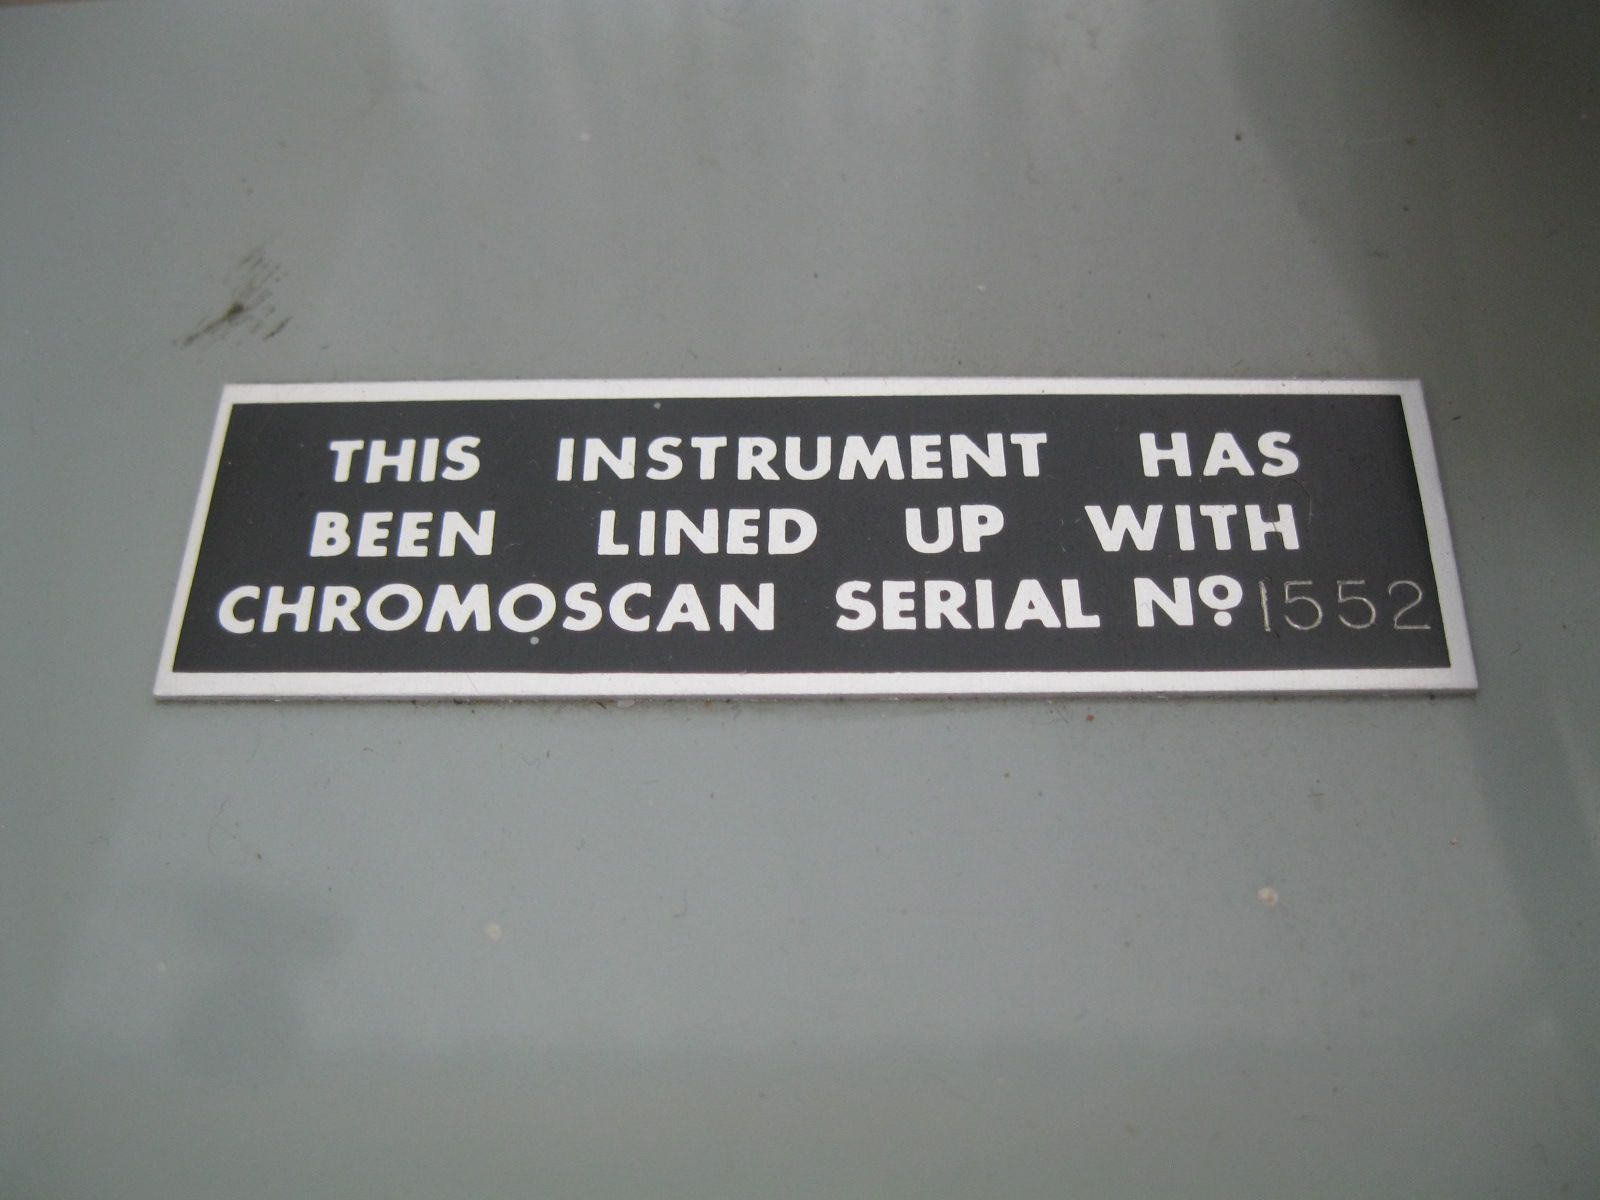 THIS INSTRUMENT HAS
BEEN LINED UP WITH
CHROMOSCAN SERIAL Nº 1552